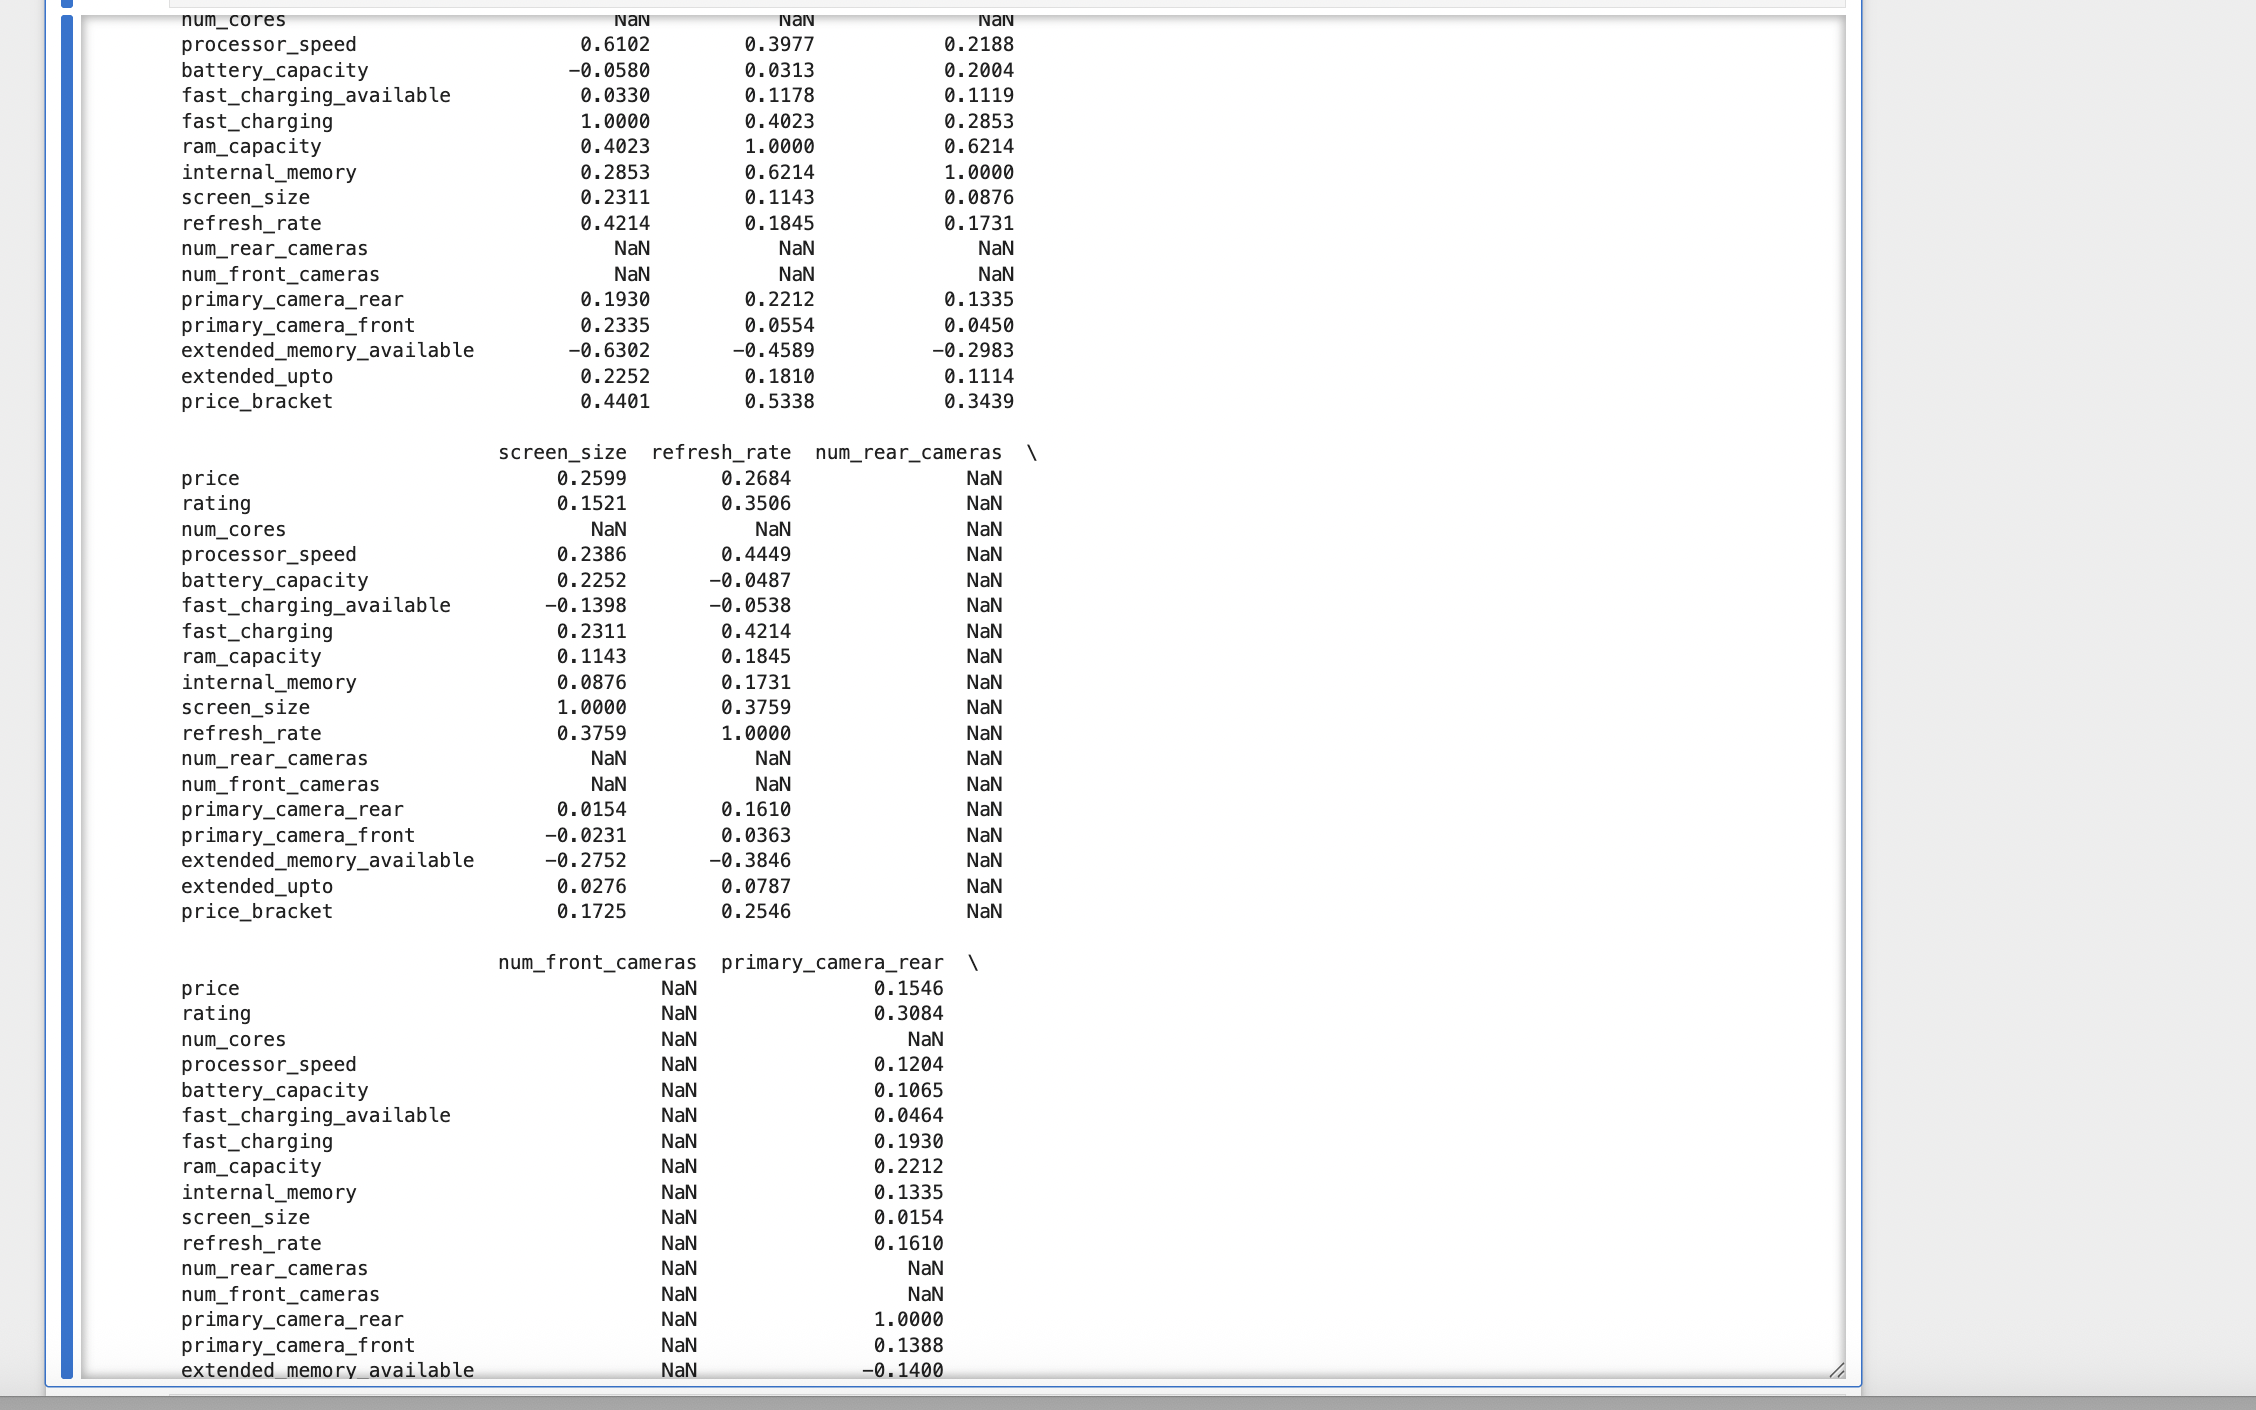 num_cores NaN NaN NaN
processor_speed 0.6102 0.3977 0.2188
battery_capacity -0.0580 0.0313 0.2004
fast_charging_available 0.0330 0.1178 0.1119
fast_charging 1.0000 0.4023 0.2853
ram_capacity 0.4023 1.0000 0.6214
internal_memory 0.2853 0.6214 1.0000
screen_size 0.2311 0.1143 0.0876
refresh_rate 0.4214 0.1845 0.1731
num_rear_cameras NaN NaN NaN
num_front_cameras NaN NaN NaN
primary_camera_rear 0.1930 0.2212 0.1335
primary_camera_front 0.2335 0.0554 0.0450
extended_memory_available -0.6302 -0.4589 -0.2983
extended_upto 0.2252 0.1810 0.1114
price_bracket 0.4401 0.5338 0.3439
screen_size refresh_rate num_rear_cameras \
price 0.2599 0.2684 NaN
rating 0.1521 0.3506 NaN
num_cores NaN NaN NaN
processor_speed 0.2386 0.4449 NaN
battery_capacity 0.2252 -0.0487 NaN
fast_charging_available -0.1398 -0.0538 NaN
fast_charging 0.2311 0.4214 NaN
ram_capacity 0.1143 0.1845 NaN
internal_memory 0.0876 0.1731 NaN
screen_size 1.0000 0.3759 NaN
refresh_rate 0.3759 1.0000 NaN
num_rear_cameras NaN NaN NaN
num_front_cameras NaN NaN NaN
primary_camera_rear 0.0154 0.1610 NaN
primary_camera_front -0.0231 0.0363 NaN
extended_memory_available -0.2752 -0.3846 NaN
extended_upto 0.0276 0.0787 NaN
price_bracket 0.1725 0.2546 NaN
num_front_cameras primary_camera_rear \
price NaN 0.1546
rating NaN 0.3084
num_cores NaN NaN
processor_speed NaN 0.1204
battery_capacity NaN 0.1065
fast_charging_available NaN 0.0464
fast_charging NaN 0.1930
ram_capacity NaN 0.2212
internal_memory NaN 0.1335
screen_size NaN 0.0154
refresh_rate NaN 0.1610
num_rear_cameras NaN NaN
num_front_cameras NaN NaN
primary_camera_rear NaN 1.0000
primary_camera_front NaN 0.1388
extended_memory_available NaN -0.1400